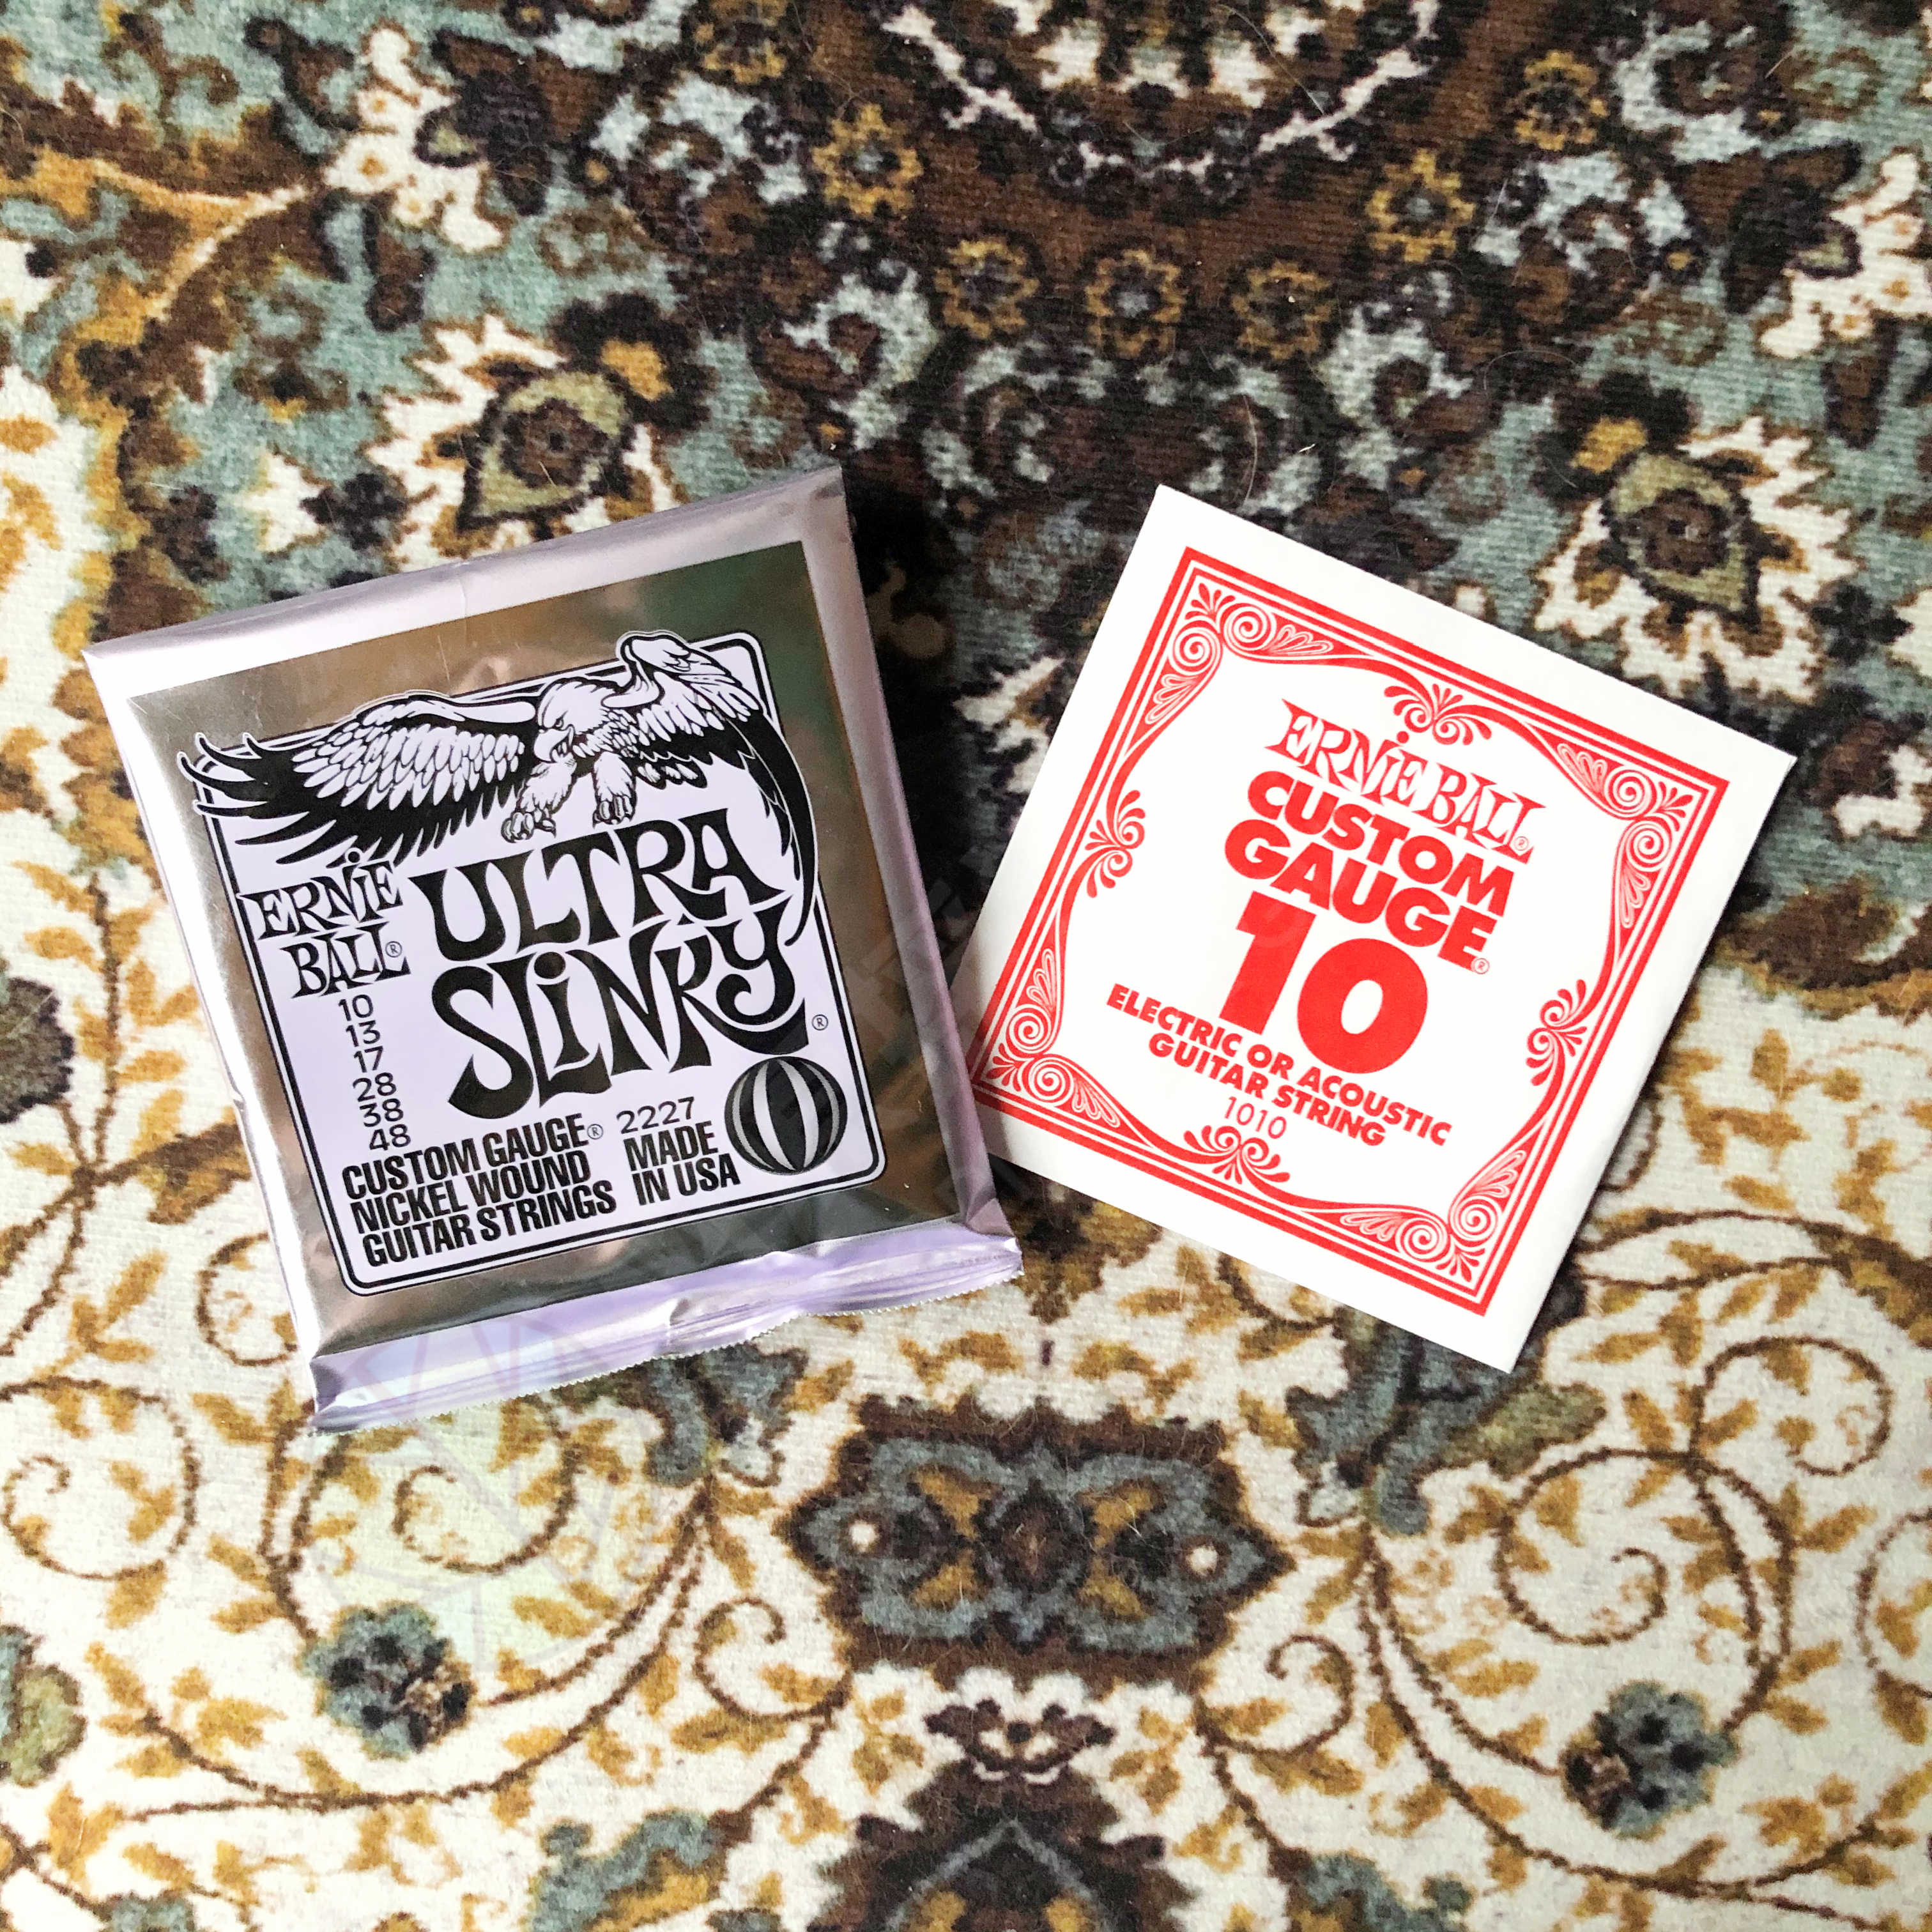 ERNIE
BALL®
ULTRA
SLINKY®
10
13
17
28
38
48
CUSTOM GAUGE®
NICKEL WOUND
GUITAR STRINGS
2227
MADE
IN USA
ERNIE BALL®
CUSTOM
GAUGE®
10
ELECTRIC OR ACOUSTIC
GUITAR STRING
1010